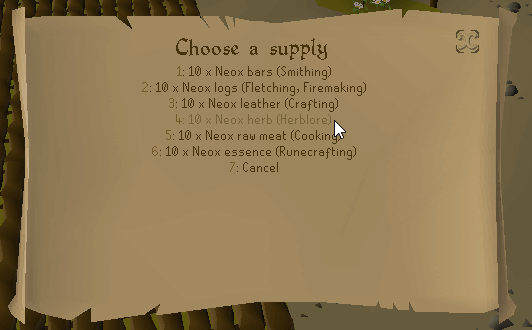 Choose a supply
1: 10 x Neox bars (Smithing)
2: 10 x Neox logs (Fletching, Firemaking)
3: 10 x Neox leather (Crafting)
4: 10 x Neox herb (Herblore)
5: 10 x Neox raw meat (Cooking)
6: 10 x Neox essence (Runecrafting)
7: Cancel